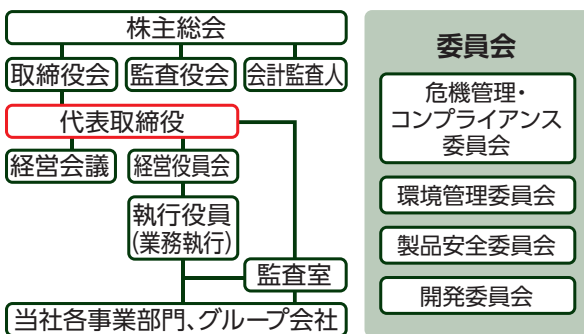 株主総会
取締役会
監査役会
会計監査人
代表取締役
経営会議
経営役員会
執行役員
(業務執行)
監査室
当社各事業部門、グループ会社
委員会
危機管理・
コンプライアンス
委員会
環境管理委員会
製品安全委員会
開発委員会